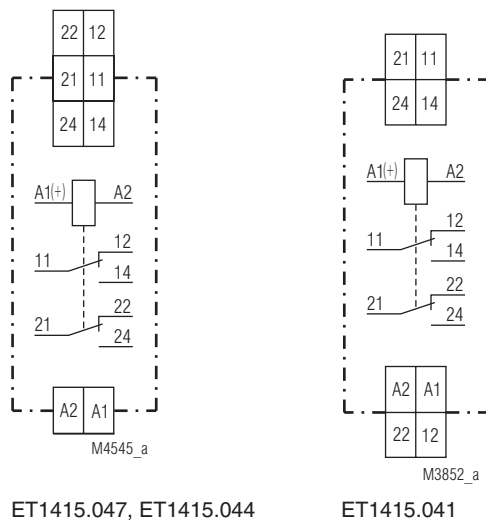 22 12
21 11
24 14
A1(+) A2
11 12
14
21 22
24
A2 A1
M4545_a
ET1415.047, ET1415.044
21 11
24 14
A1(+) A2
11 12
14
21 22
24
A2 A1
22 12
M3852_a
ET1415.041